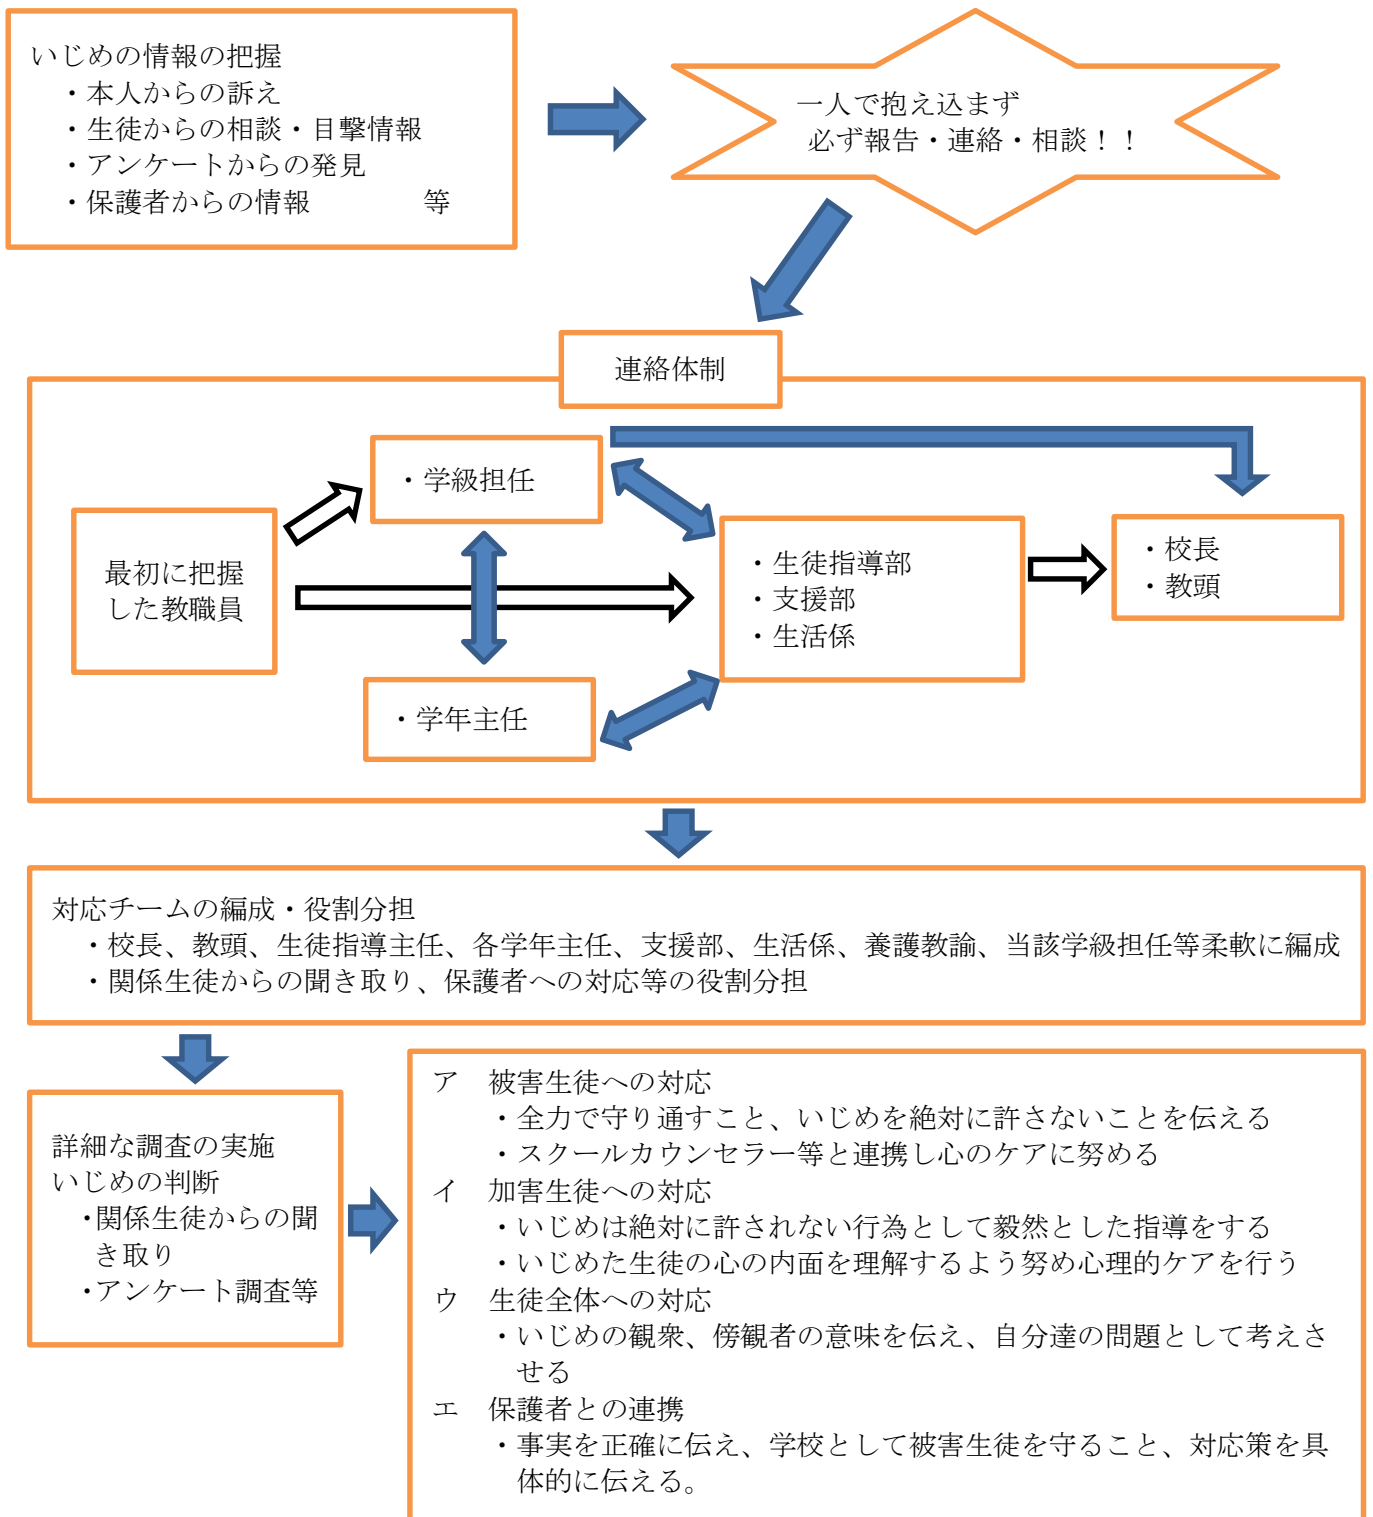 いじめの情報の把握
・本人からの訴え
・生徒からの相談・目撃情報
・アンケートからの発見
・保護者からの情報　　　　等
一人で抱え込まず
必ず報告・連絡・相談！！
連絡体制
・学級担任
最初に把握
した教職員
・生徒指導部
・支援部
・生活係
・校長
・教頭
・学年主任
対応チームの編成・役割分担
・校長、教頭、生徒指導主任、各学年主任、支援部、生活係、養護教諭、当該学級担任等柔軟に編成
・関係生徒からの聞き取り、保護者への対応等の役割分担
詳細な調査の実施
いじめの判断
・関係生徒からの聞
き取り
・アンケート調査等
ア　被害生徒への対応
・全力で守り通すこと、いじめを絶対に許さないことを伝える
・スクールカウンセラー等と連携し心のケアに努める
イ　加害生徒への対応
・いじめは絶対に許されない行為として毅然とした指導をする
・いじめた生徒の心の内面を理解するよう努め心理的ケアを行う
ウ　生徒全体への対応
・いじめの観衆、傍観者の意味を伝え、自分達の問題として考えさ
せる
エ　保護者との連携
・事実を正確に伝え、学校として被害生徒を守ること、対応策を具
体的に伝える。